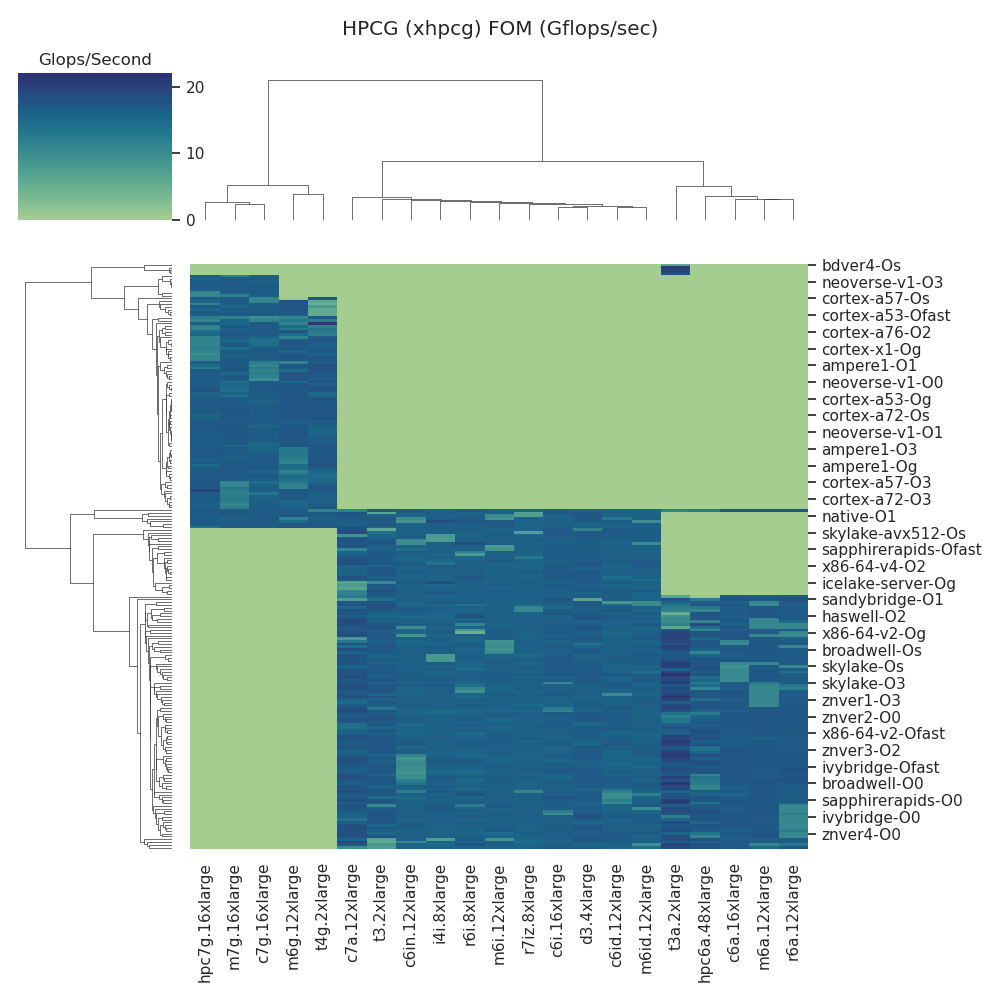 HPCG (xhpcg) FOM (Gflops/sec)
Glops/Second
20
10
0
bdver4-Os
neoverse-v1-O3
cortex-a57-Os
cortex-a53-Ofast
cortex-a76-O2
cortex-x1-Og
ampere1-O1
neoverse-v1-O0
cortex-a53-Og
cortex-a72-Os
neoverse-v1-O1
ampere1-O3
ampere1-Og
cortex-a57-O3
cortex-a72-O3
native-O1
skylake-avx512-Os
sapphirerapids-Ofast
x86-64-v4-O2
icelake-server-Og
sandybridge-O1
haswell-O2
x86-64-v2-Og
broadwell-Os
skylake-Os
skylake-O3
znver1-O3
znver2-O0
x86-64-v2-Ofast
znver3-O2
ivybridge-Ofast
broadwell-O0
sapphirerapids-O0
ivybridge-O0
znver4-O0
hpc7g.16xlarge
m7g.16xlarge
c7g.16xlarge
m6g.12xlarge
t4g.2xlarge
c7a.12xlarge
t3.2xlarge
c6in.12xlarge
i4i.8xlarge
r6i.8xlarge
m6i.12xlarge
r7iz.8xlarge
c6i.16xlarge
d3.4xlarge
c6id.12xlarge
m6id.12xlarge
t3a.2xlarge
hpc6a.48xlarge
c6a.16xlarge
m6a.12xlarge
r6a.12xlarge